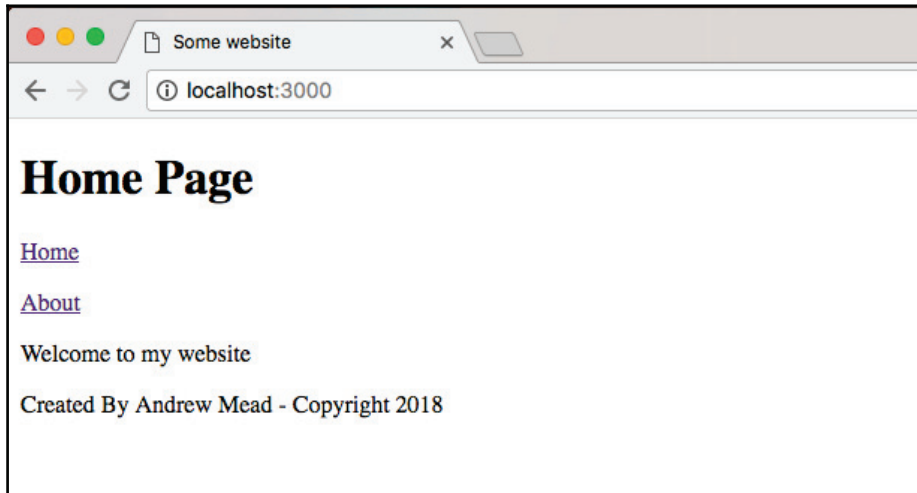 Some website
localhost:3000
Home Page
Home
About
Welcome to my website
Created By Andrew Mead - Copyright 2018